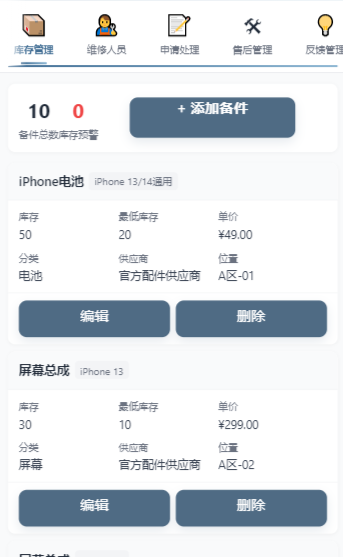 库存管理 维修人员 申请处理 售后管理 反馈管理
10 0
备件总数 库存预警
+ 添加备件
iPhone电池 iPhone 13/14通用
库存 最低库存 单价
50 20 ¥49.00
分类 供应商 位置
电池 官方配件供应商 A区-01
编辑 删除
屏幕总成 iPhone 13
库存 最低库存 单价
30 10 ¥299.00
分类 供应商 位置
屏幕 官方配件供应商 A区-02
编辑 删除